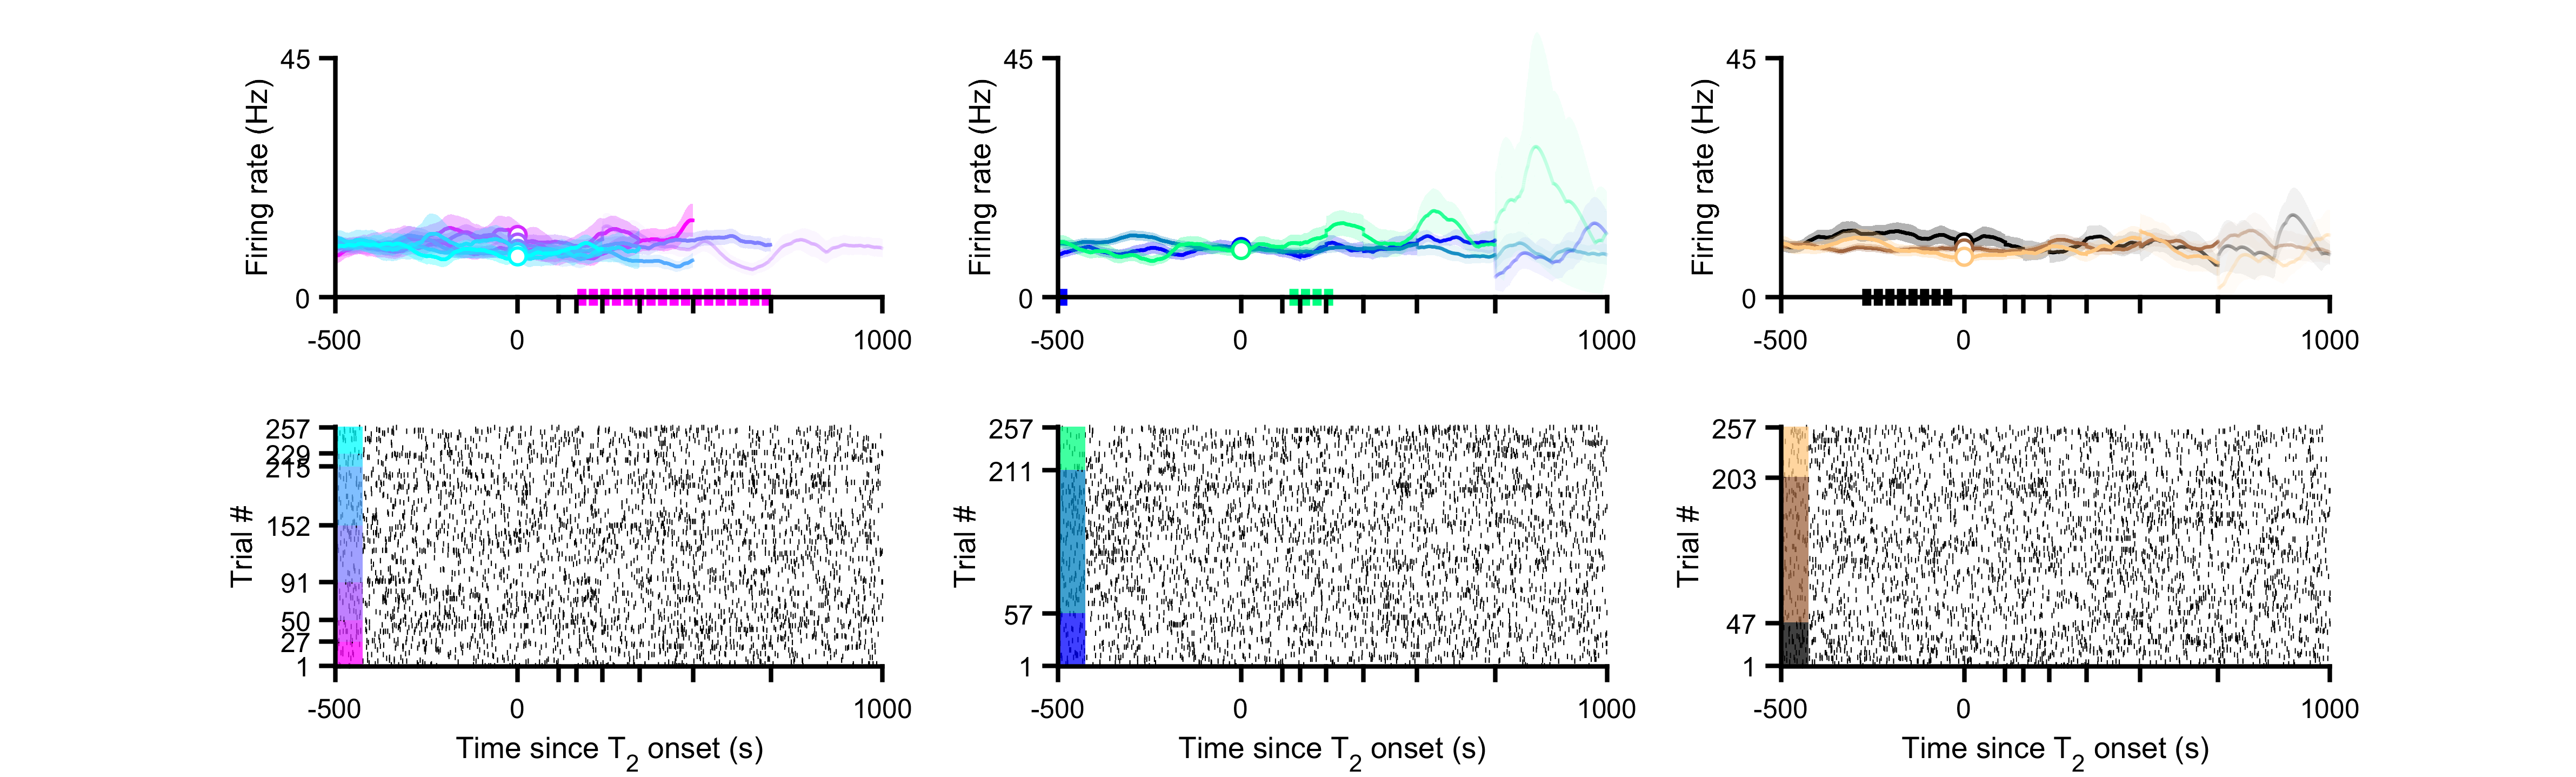 45
Firing rate (Hz)
0
-500 0 1000
45
Firing rate (Hz)
0
-500 0 1000
45
Firing rate (Hz)
0
-500 0 1000
257
229
215
152
91
50
27
1
Trial #
-500 0 1000
Time since T2 onset (s)
257
211
57
1
Trial #
-500 0 1000
Time since T2 onset (s)
257
203
47
1
Trial #
-500 0 1000
Time since T2 onset (s)